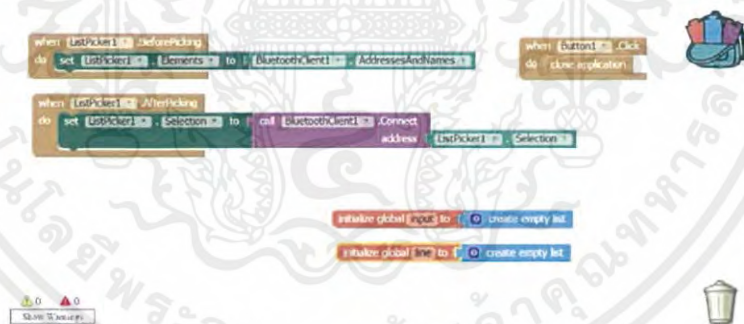 when ListPicker1 .BeforePicking
do set ListPicker1 . Elements to BluetoothClient1 . AddressesAndNames
when Button1 .Click
do close application
when ListPicker1 .AfterPicking
do set ListPicker1 . Selection to call BluetoothClient1 .Connect
address ListPicker1 . Selection
initialize global input to create empty list
initialize global line to create empty list
0 0
Show Warnings